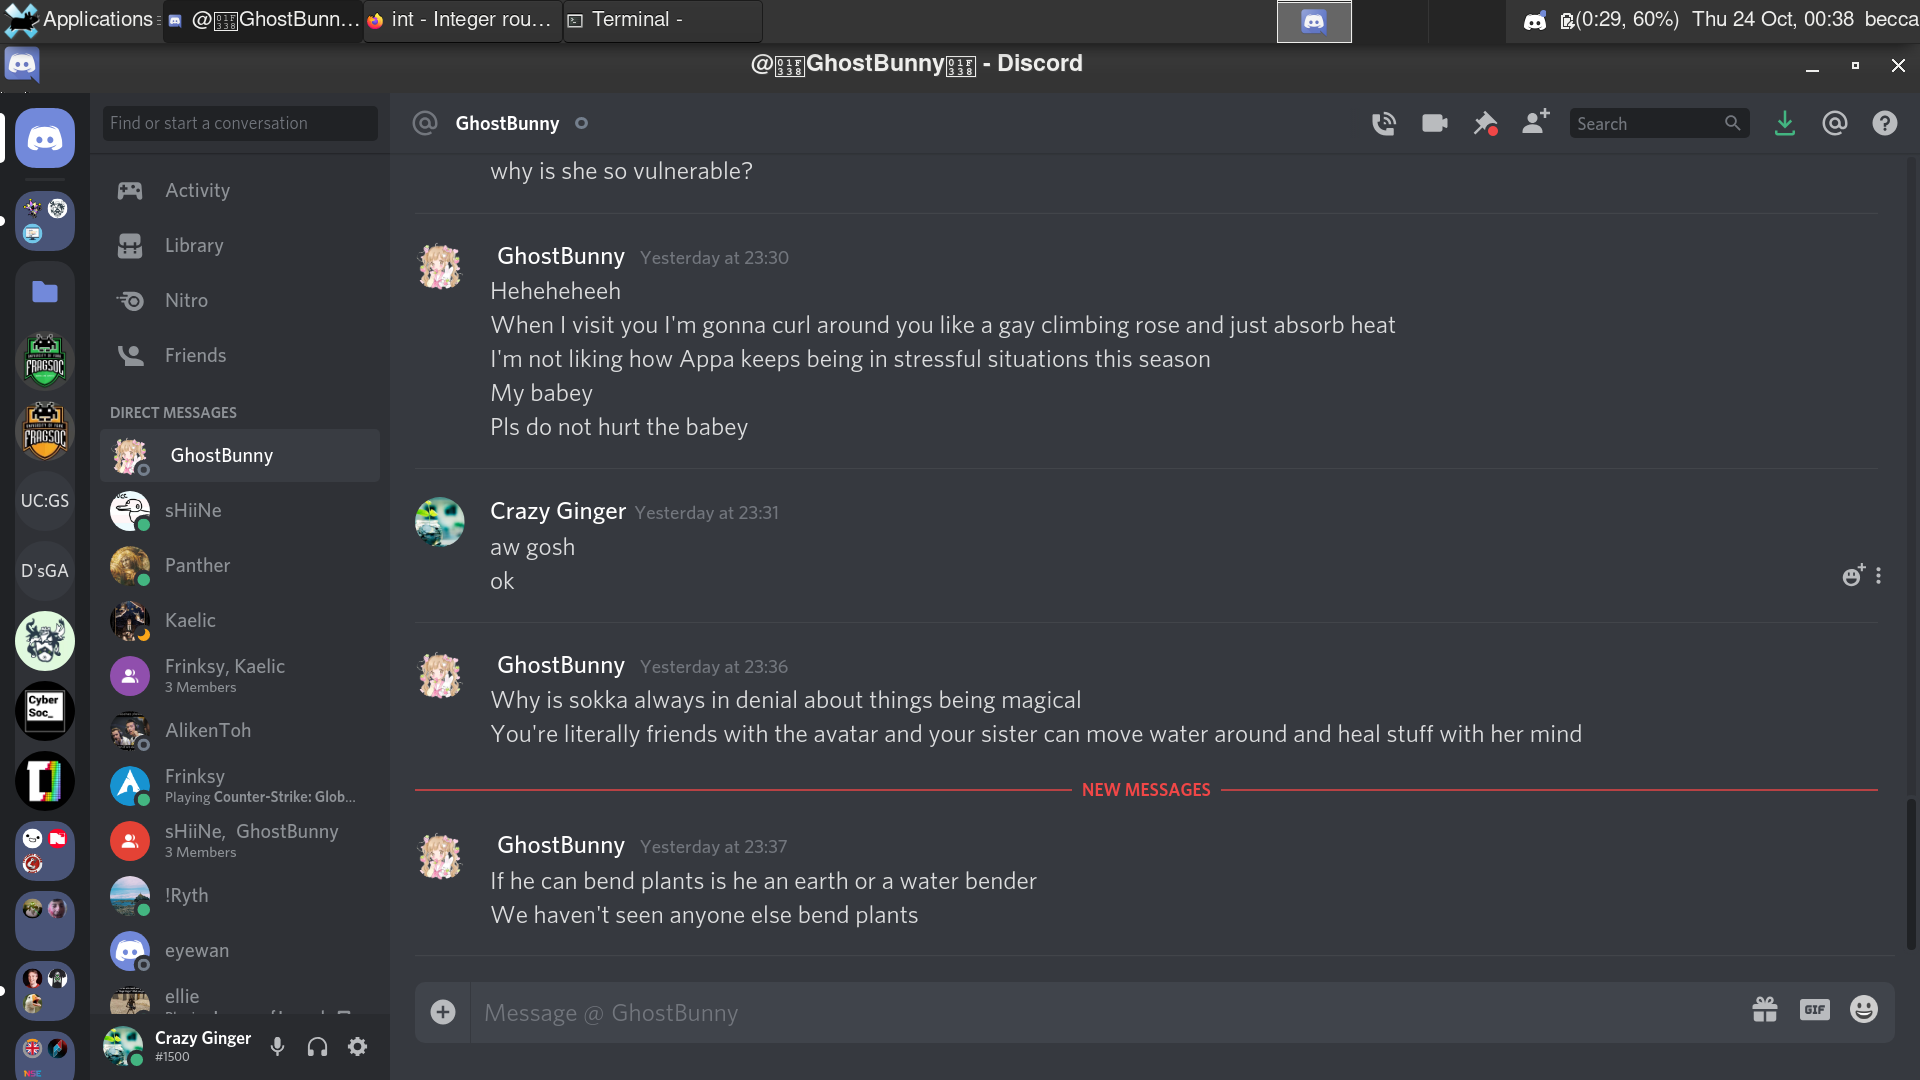 Applications
@🌸GhostBunn...
int - Integer rou...
Terminal -
(0:29, 60%)
Thu 24 Oct, 00:38
becca
@🌸GhostBunny🌸 - Discord
Find or start a conversation
Activity
Library
Nitro
Friends
DIRECT MESSAGES
GhostBunny
sHiiNe
Panther
Kaelic
Frinksy, Kaelic
3 Members
AlikenToh
Frinksy
Playing Counter-Strike: Glob...
sHiiNe, GhostBunny
3 Members
!Ryth
eyewan
ellie
Crazy Ginger
#1500
FRAGSOC
FRAGSOC
UC:GS
D'sGA
Cyber
Soc_
NSE
GhostBunny
Search
why is she so vulnerable?
GhostBunny Yesterday at 23:30
Heheheheeh
When I visit you I'm gonna curl around you like a gay climbing rose and just absorb heat
I'm not liking how Appa keeps being in stressful situations this season
My babey
Pls do not hurt the babey
Crazy Ginger Yesterday at 23:31
aw gosh
ok
GhostBunny Yesterday at 23:36
Why is sokka always in denial about things being magical
You're literally friends with the avatar and your sister can move water around and heal stuff with her mind
NEW MESSAGES
GhostBunny Yesterday at 23:37
If he can bend plants is he an earth or a water bender
We haven't seen anyone else bend plants
Message @ GhostBunny
GIF